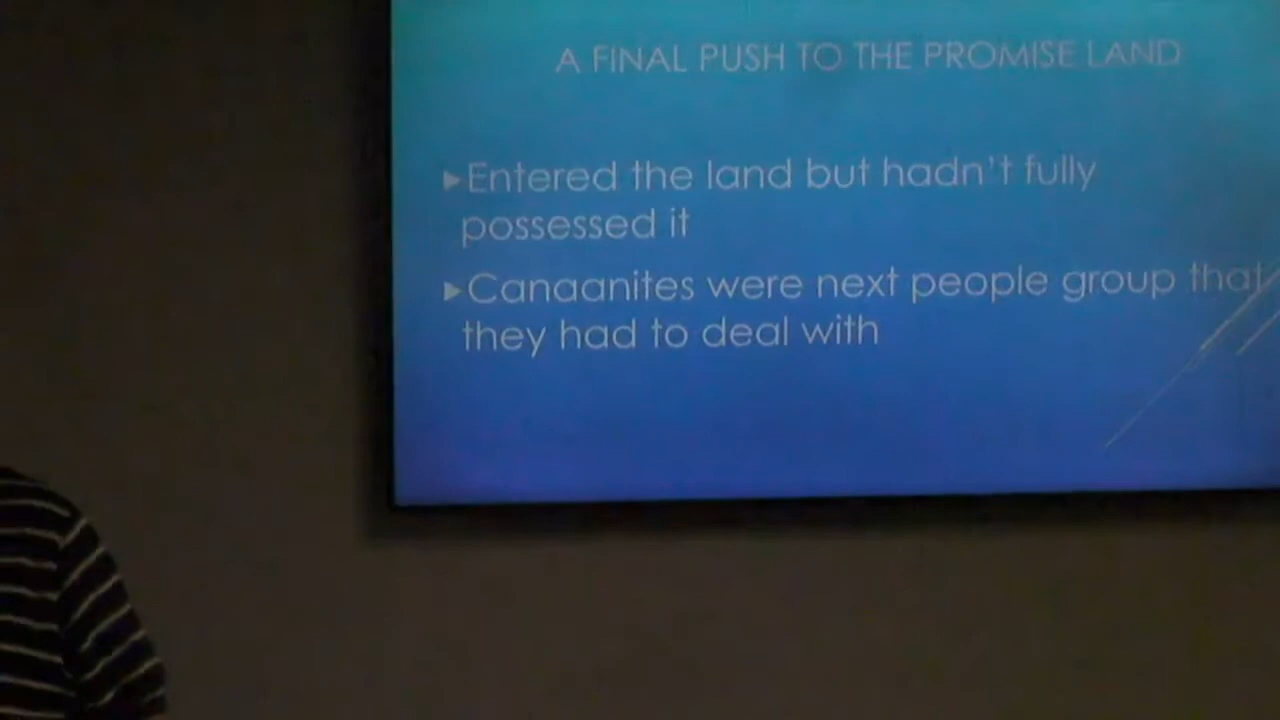 A FINAL PUSH TO THE PROMISE LAND
▸Entered the land but hadn't fully
possessed it
▸Canaanites were next people group that
they had to deal with